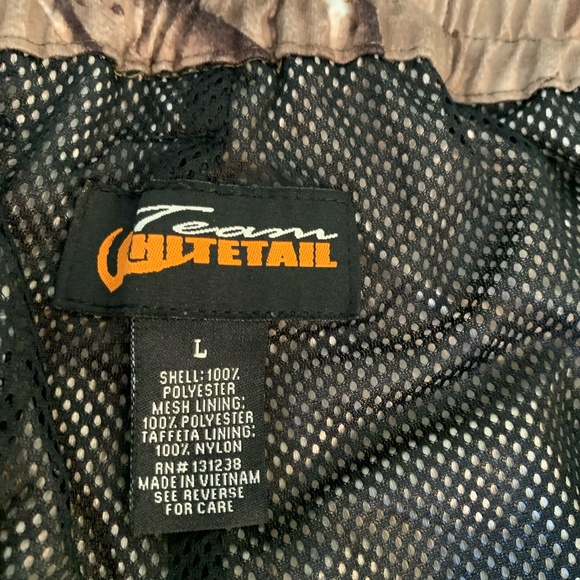 Team
WHITETAIL
L
SHELL: 100%
POLYESTER
MESH LINING:
100% POLYESTER
TAFFETA LINING:
100% NYLON
RN# 131238
MADE IN VIETNAM
SEE REVERSE
FOR CARE